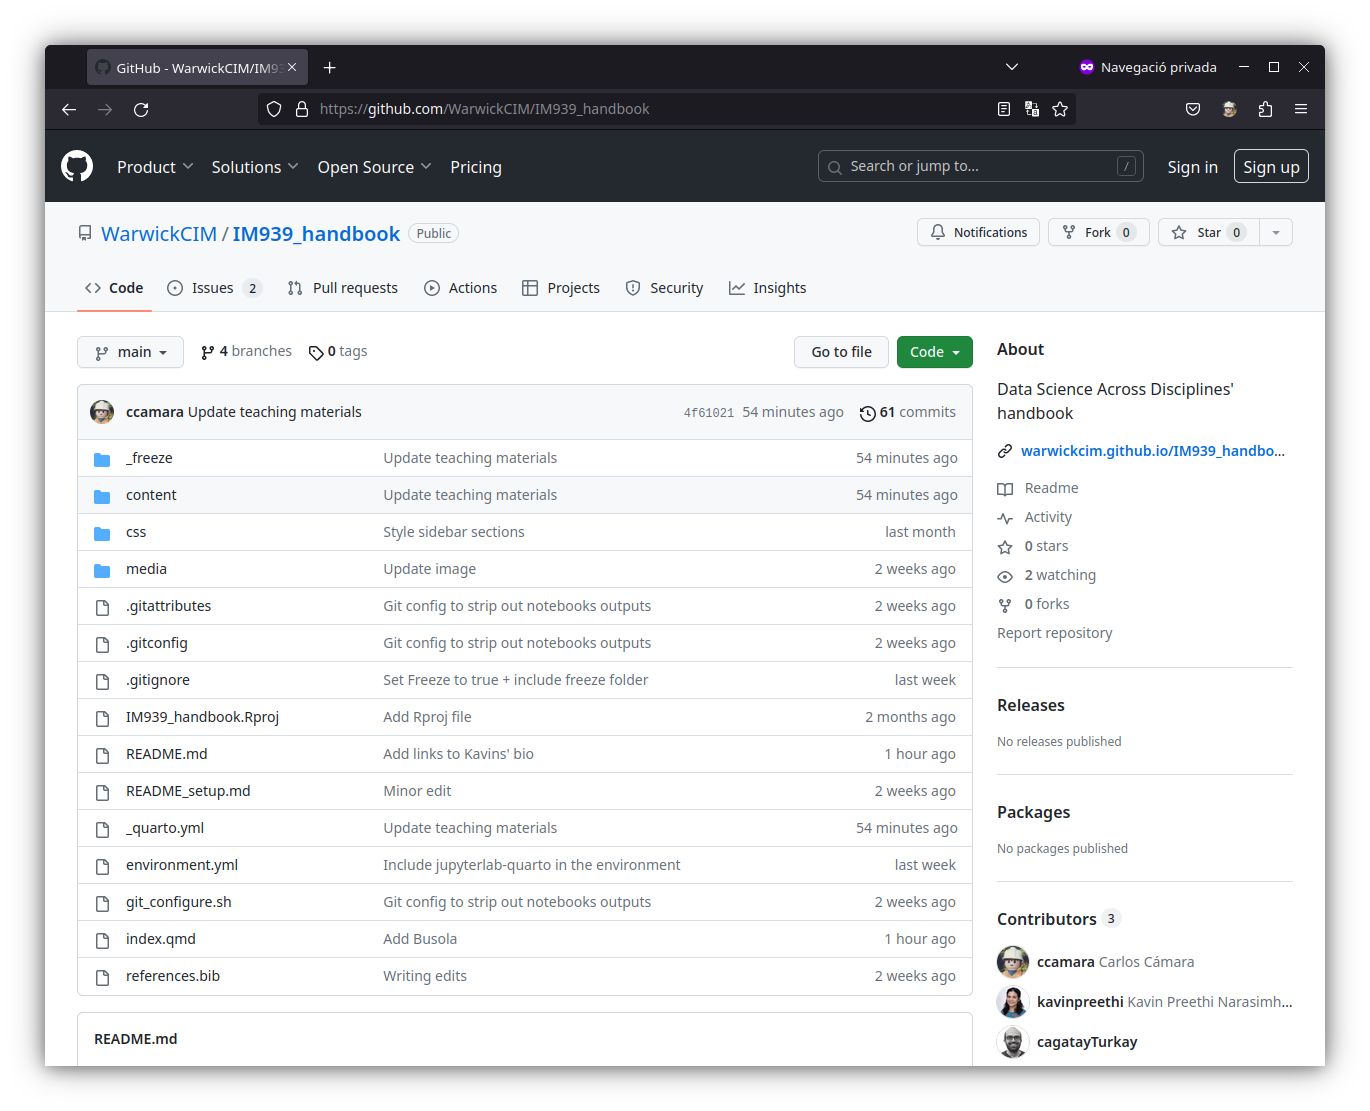 GitHub - WarwickCIM/IM93
Navegació privada
https://github.com/WarwickCIM/IM939_handbook
Product Solutions Open Source Pricing
Search or jump to... /
Sign in Sign up
WarwickCIM / IM939_handbook Public
Notifications Fork 0 Star 0
Code Issues 2 Pull requests Actions Projects Security Insights
main 4 branches 0 tags Go to file Code
ccamara Update teaching materials 4f61021 54 minutes ago 61 commits
_freeze Update teaching materials 54 minutes ago
content Update teaching materials 54 minutes ago
css Style sidebar sections last month
media Update image 2 weeks ago
.gitattributes Git config to strip out notebooks outputs 2 weeks ago
.gitconfig Git config to strip out notebooks outputs 2 weeks ago
.gitignore Set Freeze to true + include freeze folder last week
IM939_handbook.Rproj Add Rproj file 2 months ago
README.md Add links to Kavins' bio 1 hour ago
README_setup.md Minor edit 2 weeks ago
_quarto.yml Update teaching materials 54 minutes ago
environment.yml Include jupyterlab-quarto in the environment last week
git_configure.sh Git config to strip out notebooks outputs 2 weeks ago
index.qmd Add Busola 1 hour ago
references.bib Writing edits 2 weeks ago
README.md
About
Data Science Across Disciplines'
handbook
warwickcim.github.io/IM939_handbo...
Readme
Activity
0 stars
2 watching
0 forks
Report repository
Releases
No releases published
Packages
No packages published
Contributors 3
ccamara Carlos Cámara
kavinpreethi Kavin Preethi Narasimh...
cagatayTurkay